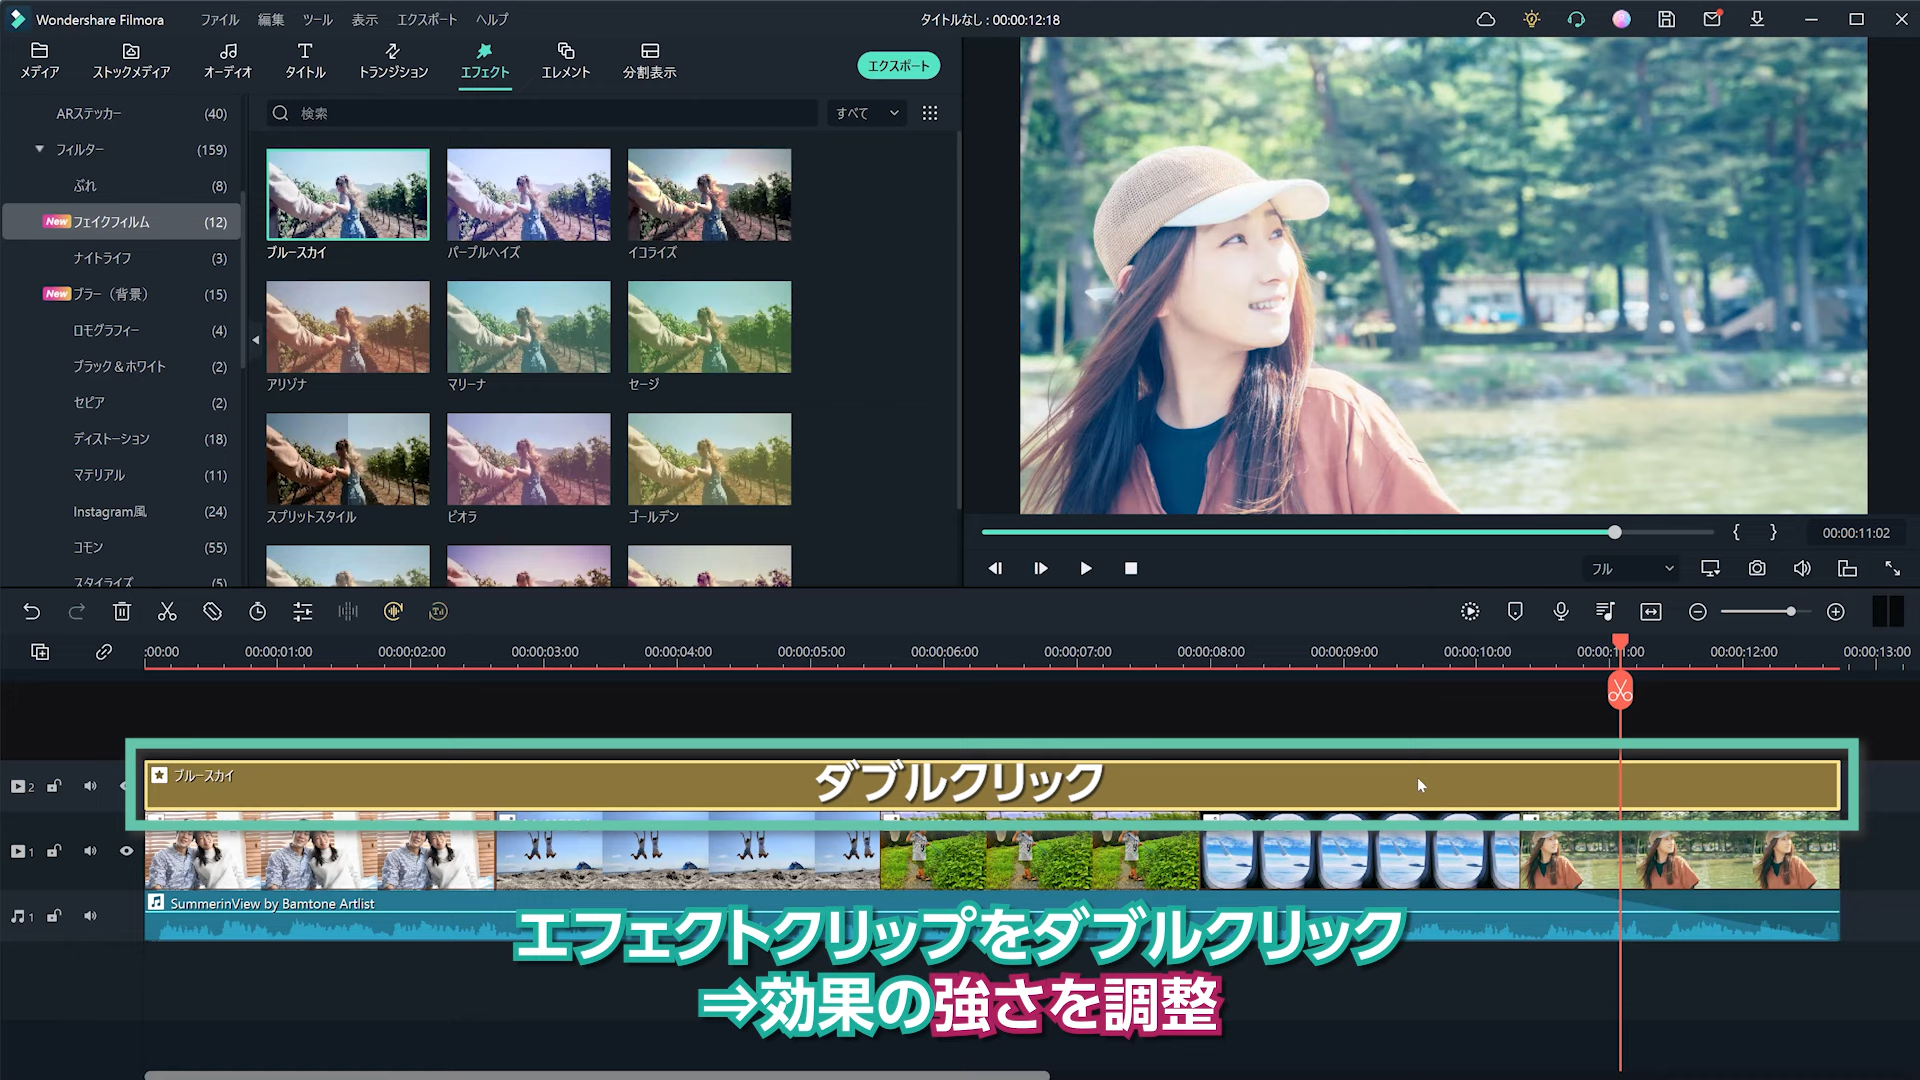 Wondershare Filmora
ファイル
編集
ツール
表示
エクスポート
ヘルプ
タイトルなし : 00:00:12:18
メディア
ストックメディア
オーディオ
タイトル
トランジション
エフェクト
エレメント
分割表示
エクスポート
ARステッカー (40)
フィルター (159)
ぶれ (8)
New フェイクフィルム (12)
ナイトライフ (3)
New ブラー（背景） (15)
ロモグラフィー (4)
ブラック＆ホワイト (2)
セピア (2)
ディストーション (18)
マテリアル (11)
Instagram風 (24)
コモン (55)
スタイライズ (5)
検索
すべて
ブルースカイ
パープルヘイズ
イコライズ
アリゾナ
マリーナ
セージ
スプリットスタイル
ビオラ
ゴールデン
{ }
00:00:11:02
フル
:00:00
00:00:01:00
00:00:02:00
00:00:03:00
00:00:04:00
00:00:05:00
00:00:06:00
00:00:07:00
00:00:08:00
00:00:09:00
00:00:10:00
00:00:11:00
00:00:12:00
00:00:13:00
2
ブルースカイ
ダブルクリック
1
1
SummerinView by Bamtone Artlist
エフェクトクリップをダブルクリック
⇒効果の強さを調整